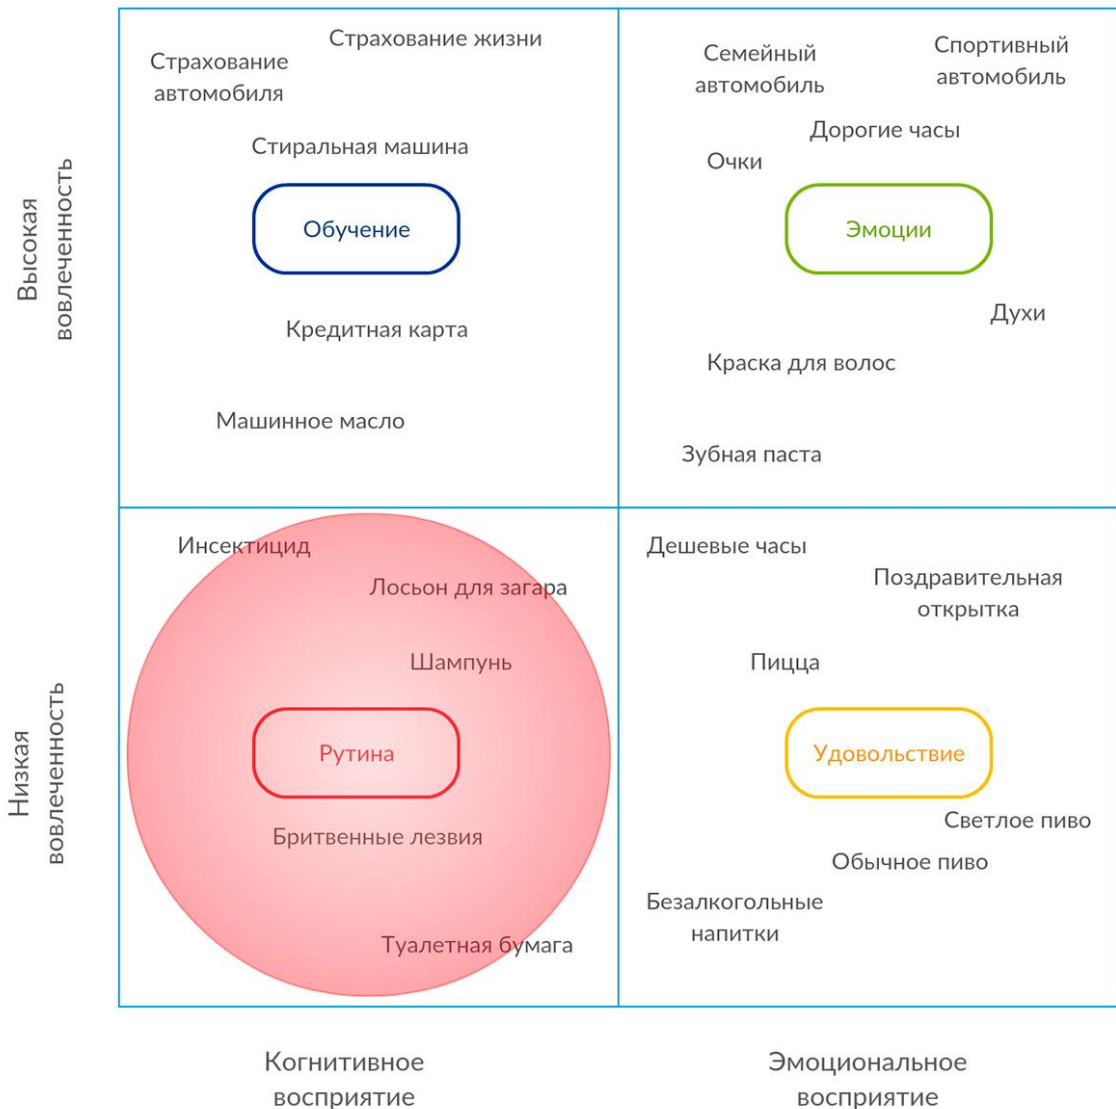 Высокая
вовлеченность
Страхование жизни
Страхование
автомобиля
Стиральная машина
Обучение
Кредитная карта
Машинное масло
Семейный
автомобиль
Спортивный
автомобиль
Дорогие часы
Очки
Эмоции
Духи
Краска для волос
Зубная паста
Низкая
вовлеченность
Инсектицид
Лосьон для загара
Шампунь
Рутина
Бритвенные лезвия
Туалетная бумага
Дешевые часы
Поздравительная
открытка
Пицца
Удовольствие
Светлое пиво
Обычное пиво
Безалкогольные
напитки
Когнитивное
восприятие
Эмоциональное
восприятие